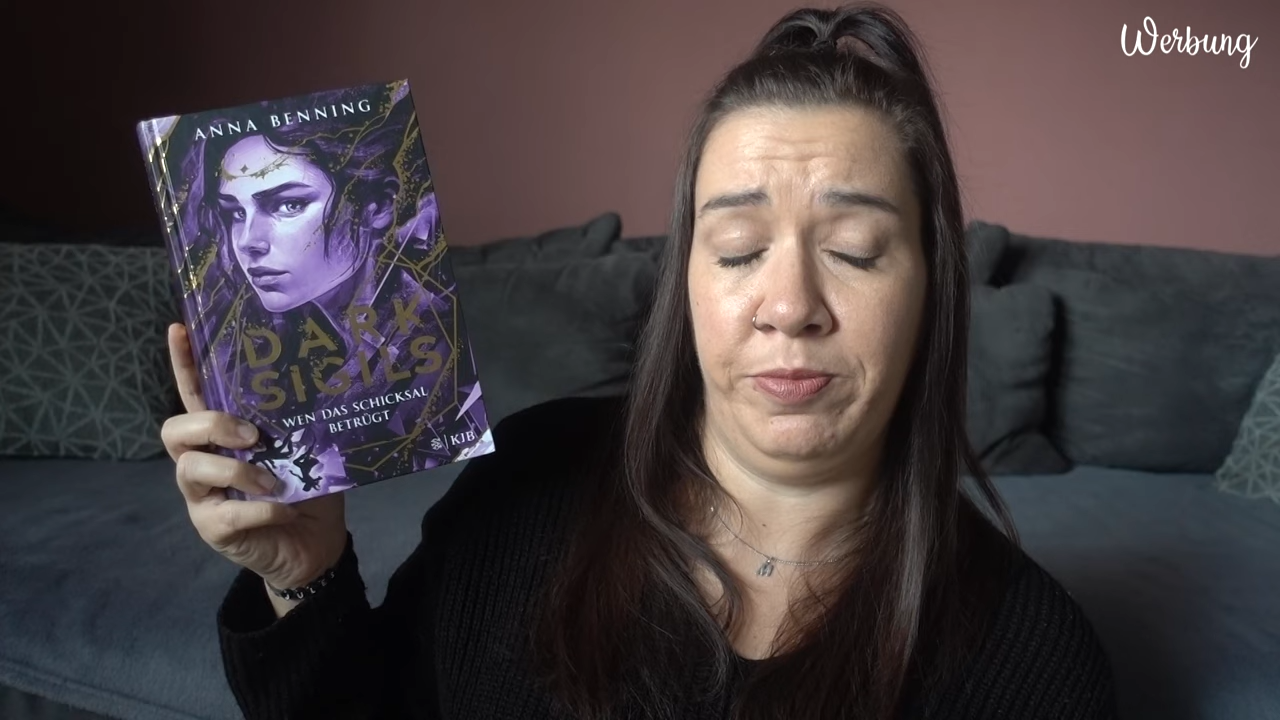 Werbung
ANNA BENNING
DARK
SIGILS
WEN DAS SCHICKSAL
BETRÜGT
KJB